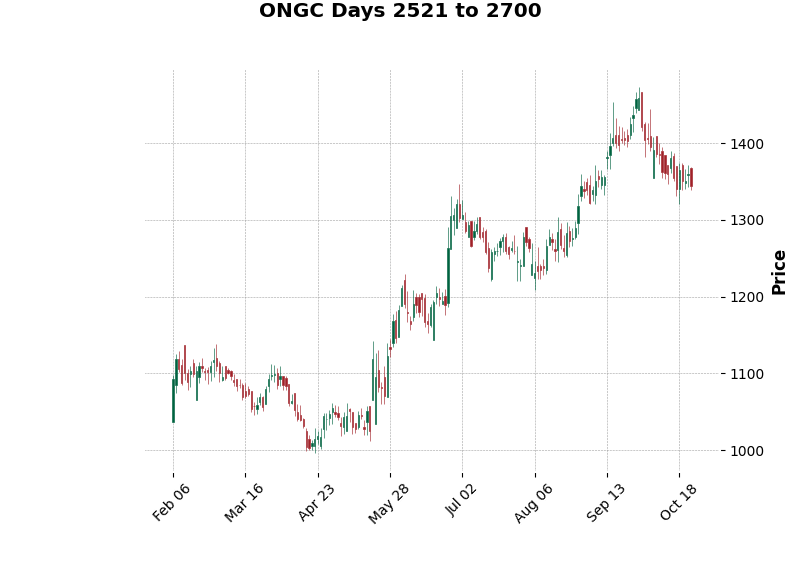 ONGC Days 2521 to 2700
1400
1300
1200
1100
1000
Price
Feb 06
Mar 16
Apr 23
May 28
Jul 02
Aug 06
Sep 13
Oct 18